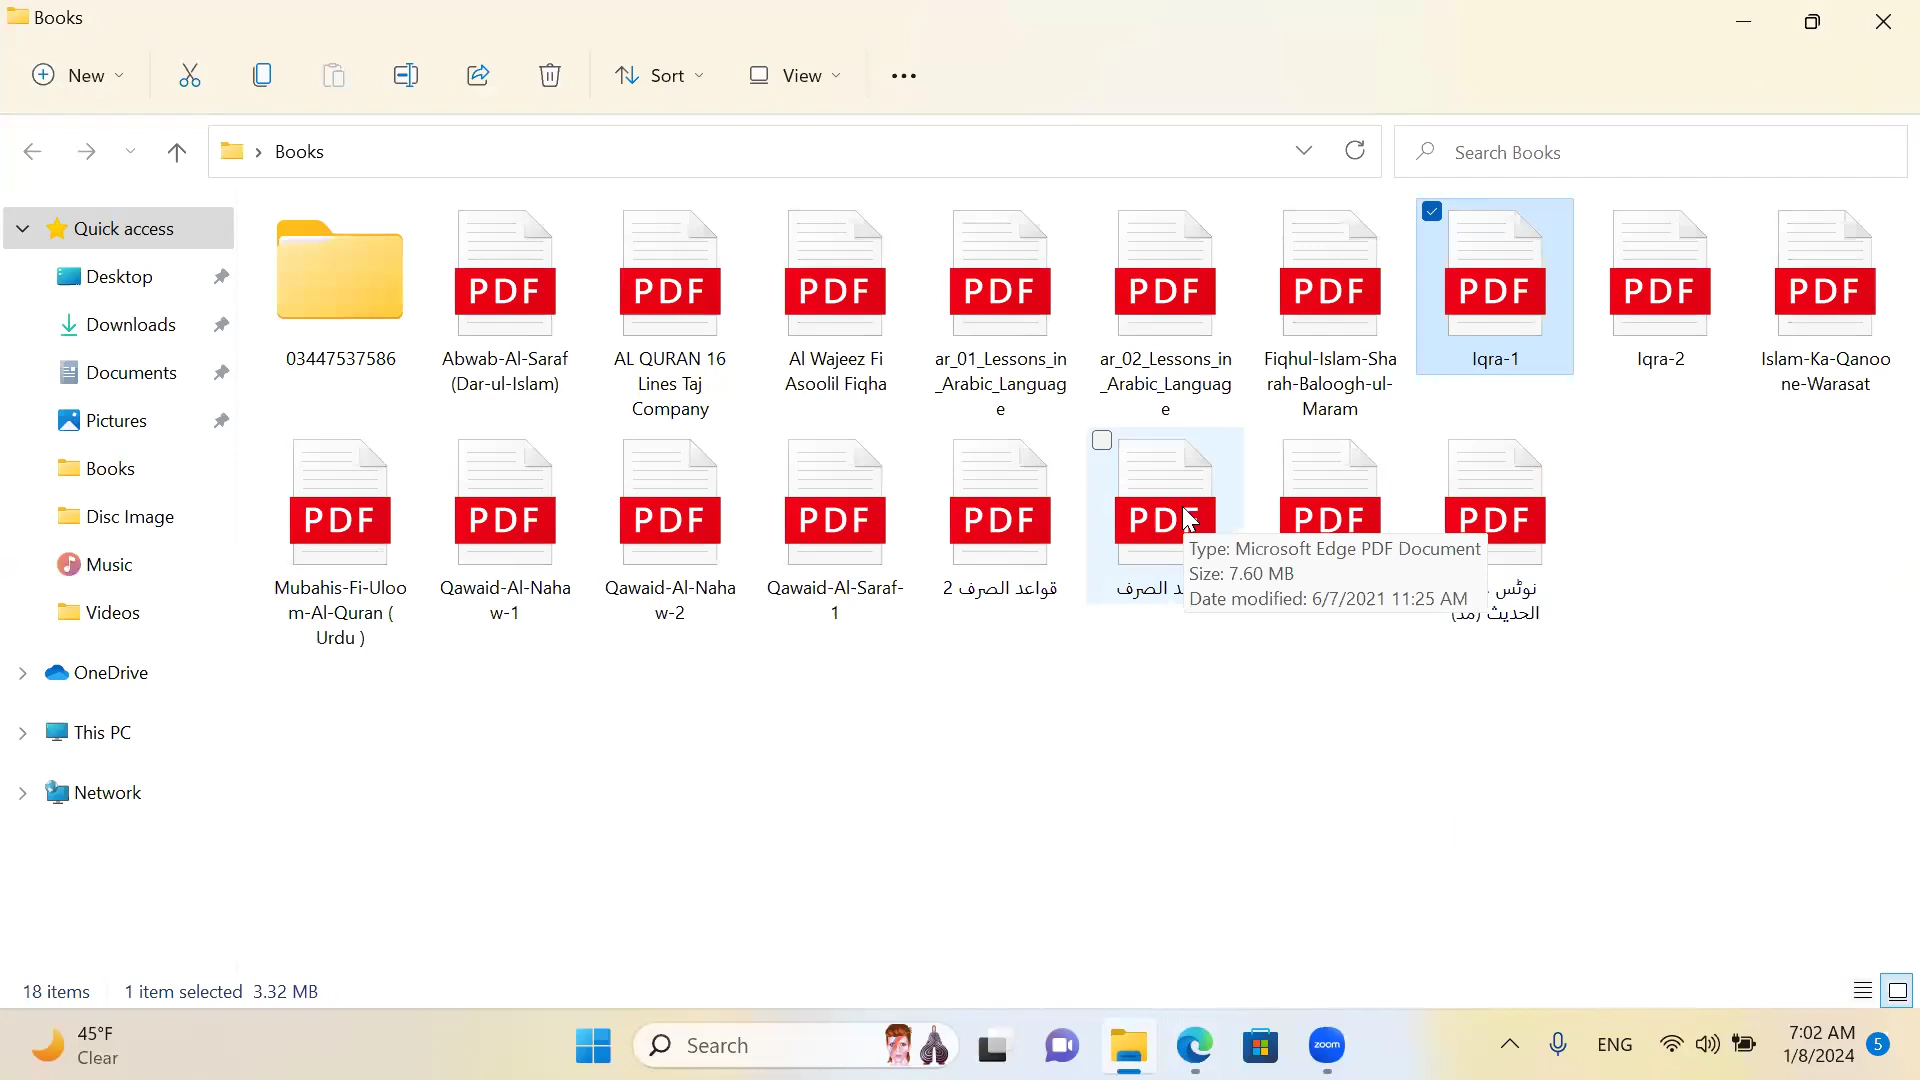 Books
New
Sort
View
Books
Search Books
Quick access
Desktop
Downloads
Documents
Pictures
Books
Disc Image
Music
Videos
OneDrive
This PC
Network
03447537586
PDF
Abwab-Al-Saraf
(Dar-ul-Islam)
PDF
AL QURAN 16
Lines Taj
Company
PDF
Al Wajeez Fi
Asoolil Fiqha
PDF
ar_01_Lessons_in
_Arabic_Languag
e
PDF
ar_02_Lessons_in
_Arabic_Languag
e
PDF
Fiqhul-Islam-Sha
rah-Baloogh-ul-
Maram
PDF
Iqra-1
PDF
Iqra-2
PDF
Islam-Ka-Qanoo
ne-Warasat
PDF
Mubahis-Fi-Uloo
m-Al-Quran (
Urdu )
PDF
Qawaid-Al-Naha
w-1
PDF
Qawaid-Al-Naha
w-2
PDF
Qawaid-Al-Saraf-
1
PDF
قواعد الصرف 2
PDF
الصرف
PDF
PDF
نوٹس
الحديث (مد)
Type: Microsoft Edge PDF Document
Size: 7.60 MB
Date modified: 6/7/2021 11:25 AM
18 items
1 item selected 3.32 MB
45°F
Clear
Search
zoom
ENG
7:02 AM
1/8/2024
5